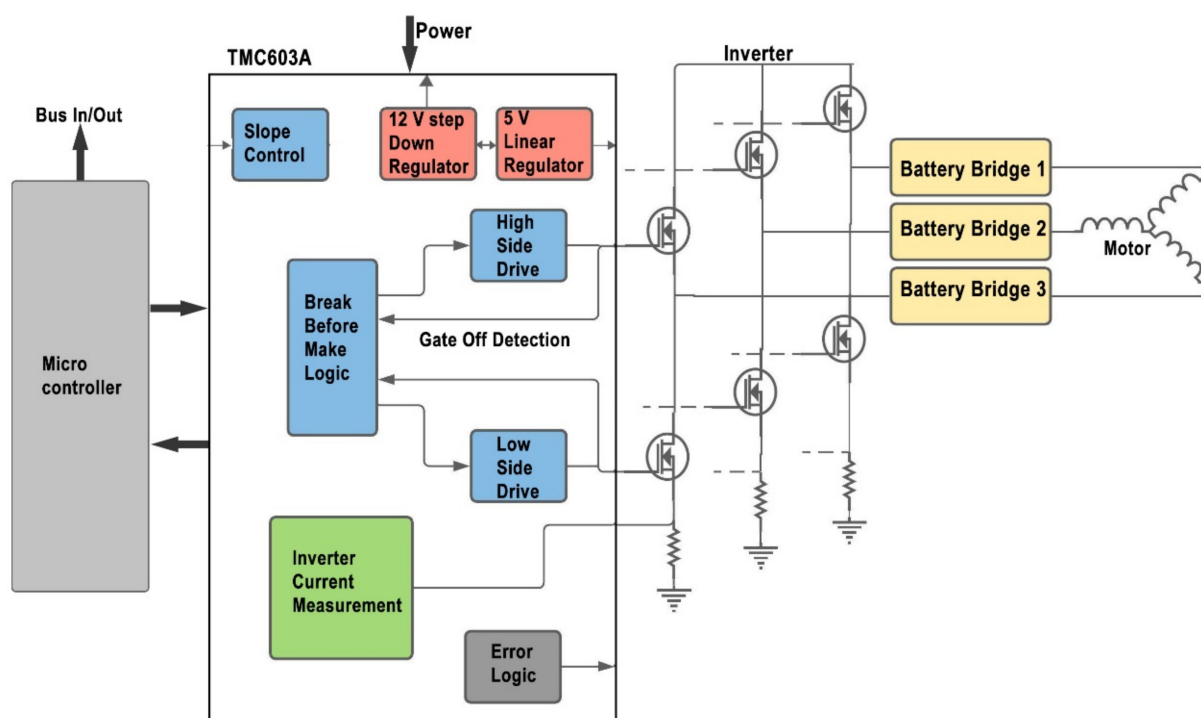 Power
TMC603A
Inverter
Bus In/Out
Slope
Control
12 V step
Down
Regulator
5 V
Linear
Regulator
Battery Bridge 1
Battery Bridge 2
Battery Bridge 3
Motor
High
Side
Drive
Break
Before
Make
Logic
Gate Off Detection
Micro
controller
Low
Side
Drive
Inverter
Current
Measurement
Error
Logic